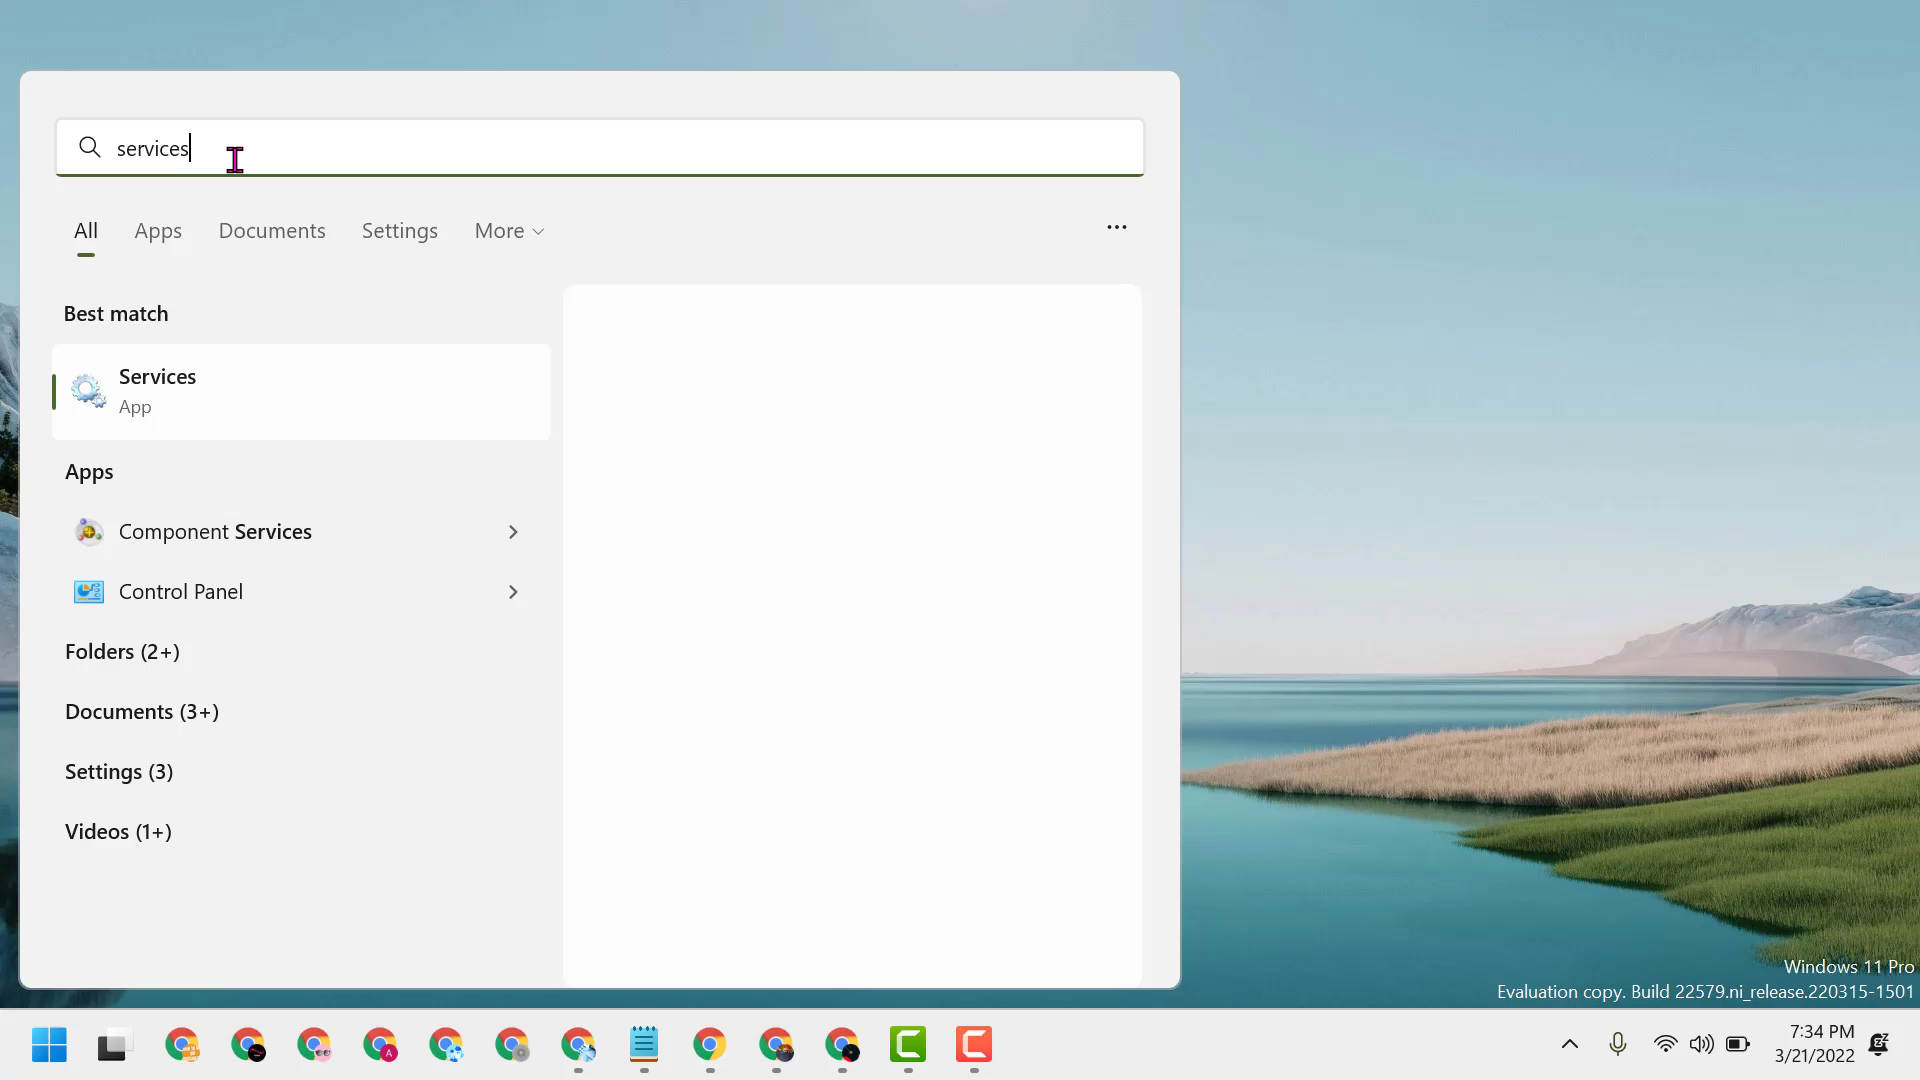 services
All Apps Documents Settings More
Best match
Services
App
Apps
Component Services
Control Panel
Folders (2+)
Documents (3+)
Settings (3)
Videos (1+)
Windows 11 Pro
Evaluation copy. Build 22579.ni_release.220315-1501
A
7:34 PM
3/21/2022